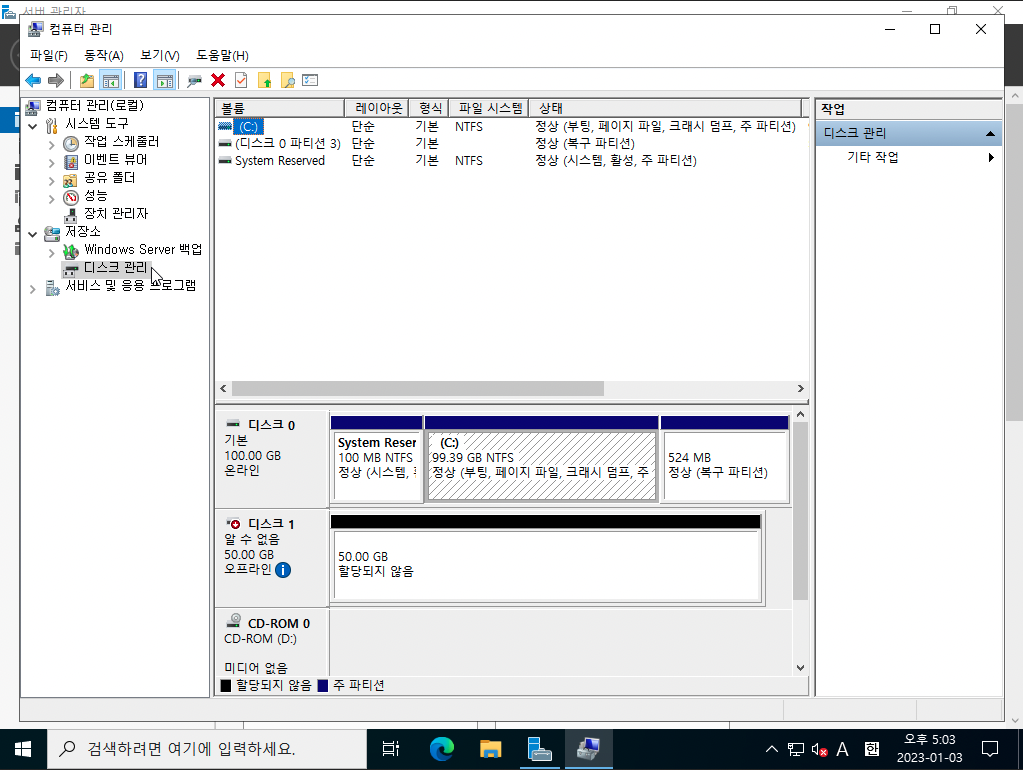 서버 관리자
컴퓨터 관리
파일(F) 동작(A) 보기(V) 도움말(H)
컴퓨터 관리(로컬)
시스템 도구
작업 스케줄러
이벤트 뷰어
공유 폴더
성능
장치 관리자
저장소
Windows Server 백업
디스크 관리
서비스 및 응용 프로그램
볼륨 레이아웃 형식 파일 시스템 상태
(C:) 단순 기본 NTFS 정상 (부팅, 페이지 파일, 크래시 덤프, 주 파티션)
(디스크 0 파티션 3) 단순 기본 정상 (복구 파티션)
System Reserved 단순 기본 NTFS 정상 (시스템, 활성, 주 파티션)
작업
디스크 관리
기타 작업
디스크 0
기본
100.00 GB
온라인
System Reser
100 MB NTFS
정상 (시스템,
(C:)
99.39 GB NTFS
정상 (부팅, 페이지 파일, 크래시 덤프, 주
524 MB
정상 (복구 파티션)
디스크 1
알 수 없음
50.00 GB
오프라인
50.00 GB
할당되지 않음
CD-ROM 0
CD-ROM (D:)
미디어 없음
할당되지 않음 주 파티션
검색하려면 여기에 입력하세요.
A 한
오후 5:03
2023-01-03